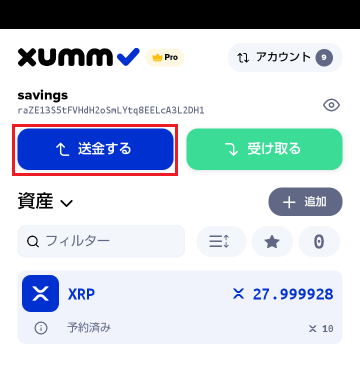 xumm Pro アカウント 9
savings
raZE13S5tFVHdH2oSmLYtq8EELcA3L2DH1
送金する 受け取る
資産 追加
フィルター 0
XRP 27.999928
予約済み 10